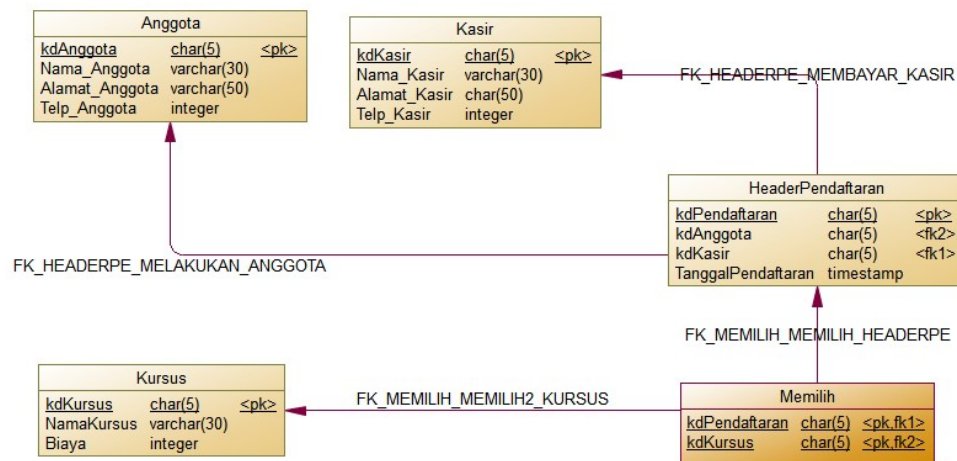 Anggota
kdAnggota char(5) <pk>
Nama_Anggota varchar(30)
Alamat_Anggota varchar(50)
Telp_Anggota integer
Kasir
kdKasir char(5) <pk>
Nama_Kasir varchar(30)
Alamat_Kasir char(50)
Telp_Kasir integer
FK_HEADERPE_MEMBAYAR_KASIR
HeaderPendaftaran
kdPendaftaran char(5) <pk>
kdAnggota char(5) <fk2>
kdKasir char(5) <fk1>
TanggalPendaftaran timestamp
FK_HEADERPE_MELAKUKAN_ANGGOTA
FK_MEMILIH_MEMILIH_HEADERPE
Kursus
kdKursus char(5) <pk>
NamaKursus varchar(30)
Biaya integer
FK_MEMILIH_MEMILIH2_KURSUS
Memilih
kdPendaftaran char(5) <pk,fk1>
kdKursus char(5) <pk,fk2>